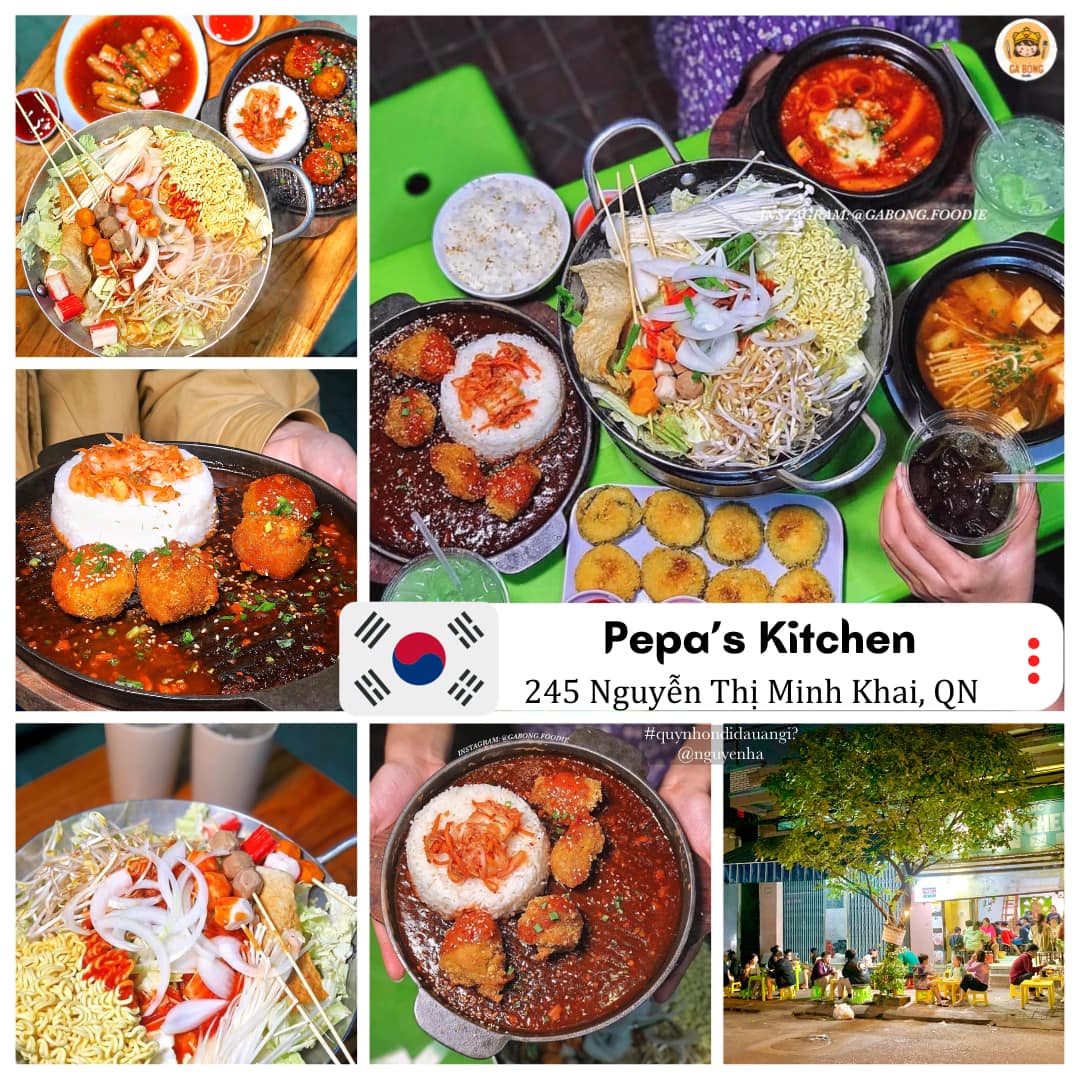 GA BONG
INSTAGRAM: @GABONG.FOODIE
Pepa's Kitchen
245 Nguyễn Thị Minh Khai, QN
INSTAGRAM: @GABONG.FOODIE
#quynhondidauangi?
@nguyenha